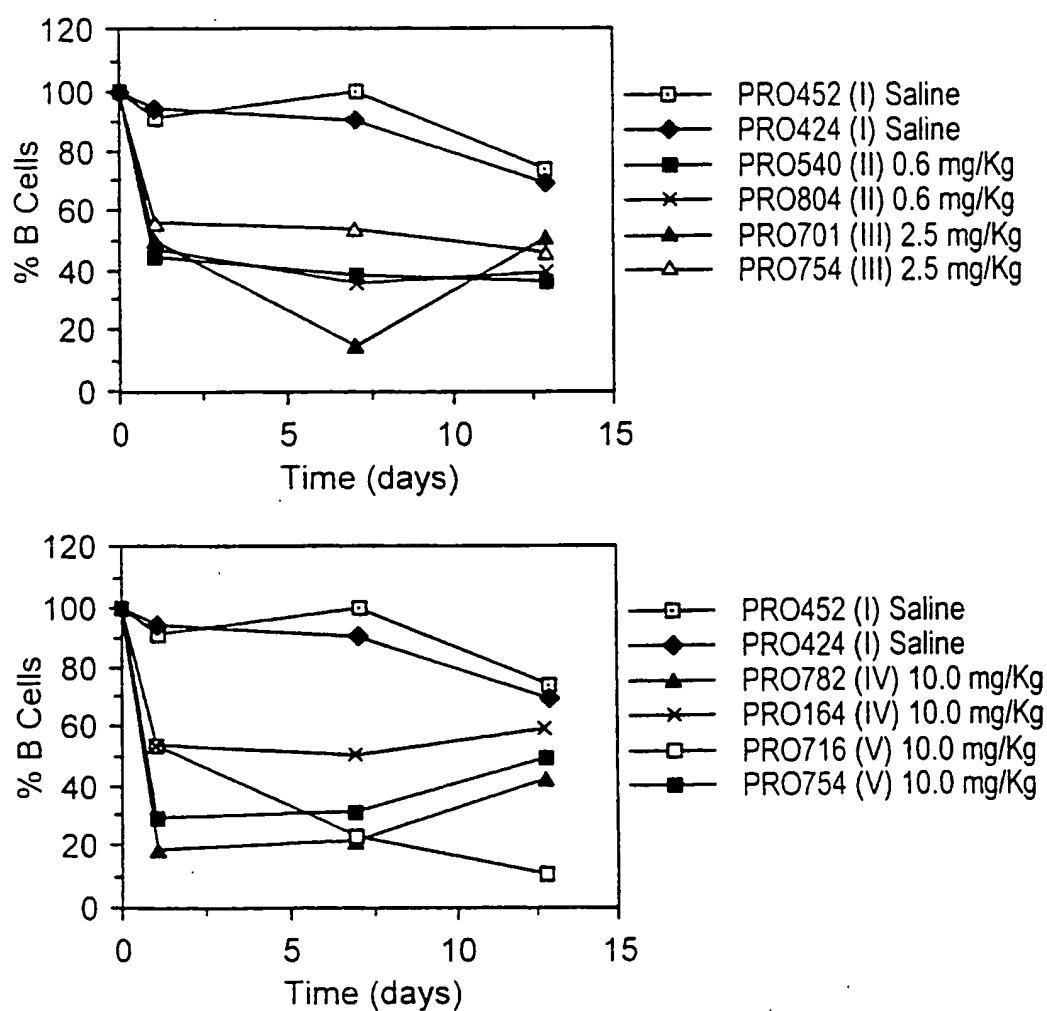 120
100
80
60
40
20
0
% B Cells
0 5 10 15
Time (days)
PRO452 (I) Saline
PRO424 (I) Saline
PRO540 (II) 0.6 mg/Kg
PRO804 (II) 0.6 mg/Kg
PRO701 (III) 2.5 mg/Kg
PRO754 (III) 2.5 mg/Kg
120
100
80
60
40
20
0
% B Cells
0 5 10 15
Time (days)
PRO452 (I) Saline
PRO424 (I) Saline
PRO782 (IV) 10.0 mg/Kg
PRO164 (IV) 10.0 mg/Kg
PRO716 (V) 10.0 mg/Kg
PRO754 (V) 10.0 mg/Kg